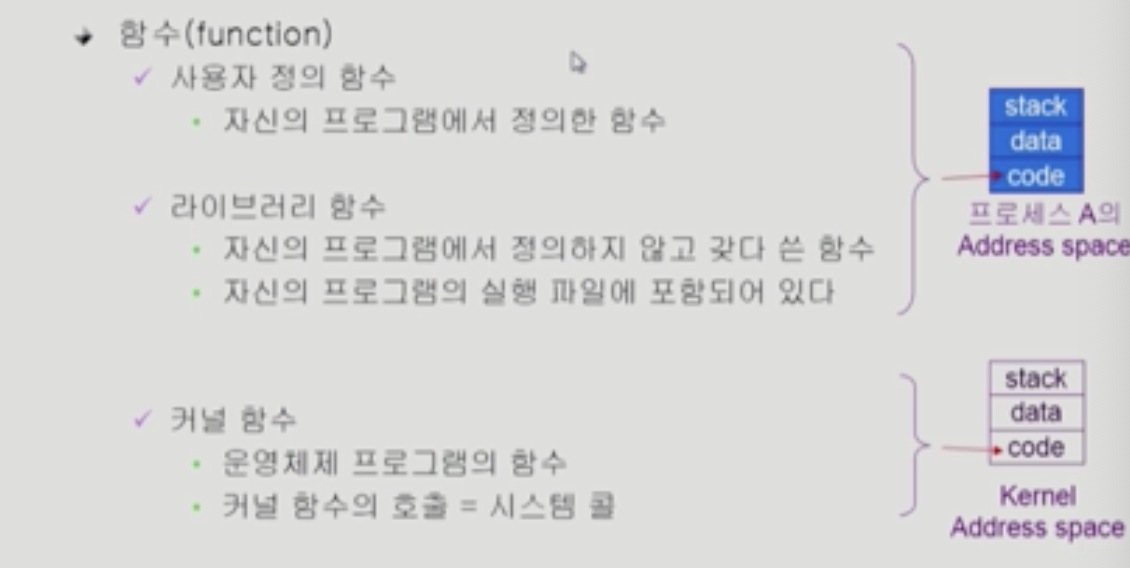 함수(function)
사용자 정의 함수
자신의 프로그램에서 정의한 함수
라이브러리 함수
자신의 프로그램에서 정의하지 않고 갖다 쓴 함수
자신의 프로그램의 실행 파일에 포함되어 있다
커널 함수
운영체제 프로그램의 함수
커널 함수의 호출 = 시스템 콜
stack
data
code
프로세스 A의
Address space
stack
data
code
Kernel
Address space